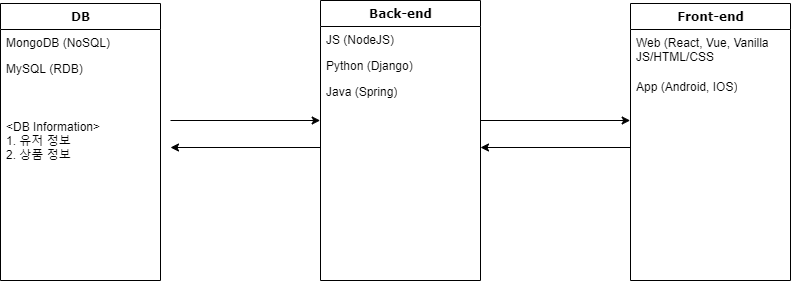 DB
MongoDB (NoSQL)
MySQL (RDB)
<DB Information>
1. 유저 정보
2. 상품 정보
Back-end
JS (NodeJS)
Python (Django)
Java (Spring)
Front-end
Web (React, Vue, Vanilla
JS/HTML/CSS
App (Android, IOS)